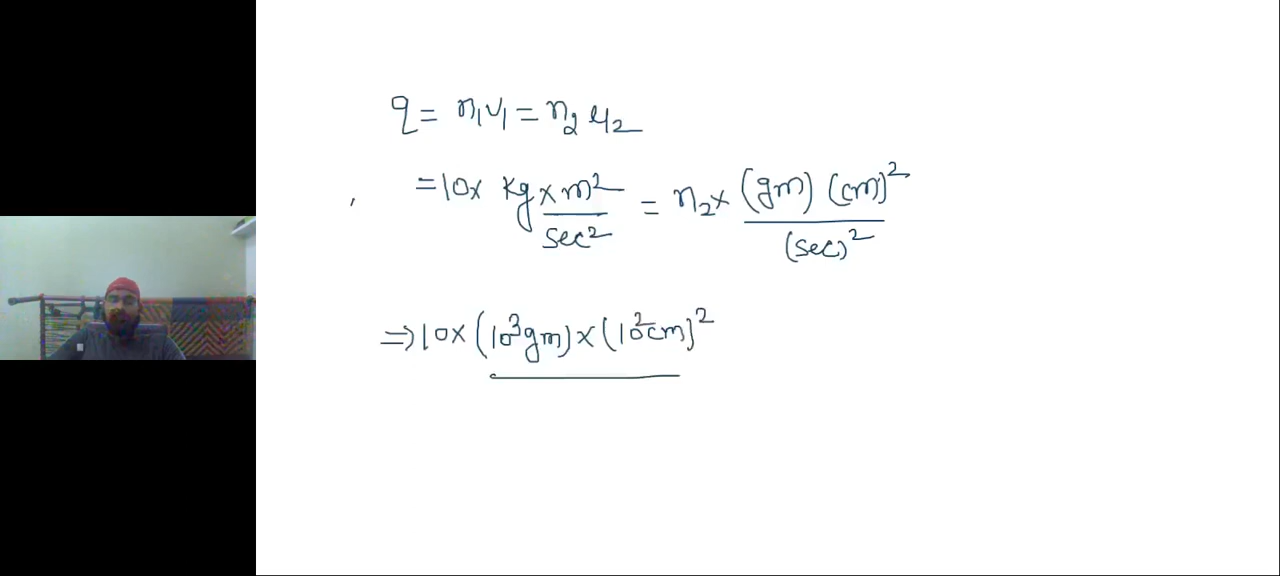 q = n₁u₁ = n₂u₂
= 10 × kg × m² / sec² = n₂ × (gm) (cm)² / (sec)²
⇒ 10 × (10³gm) × (10²cm)²